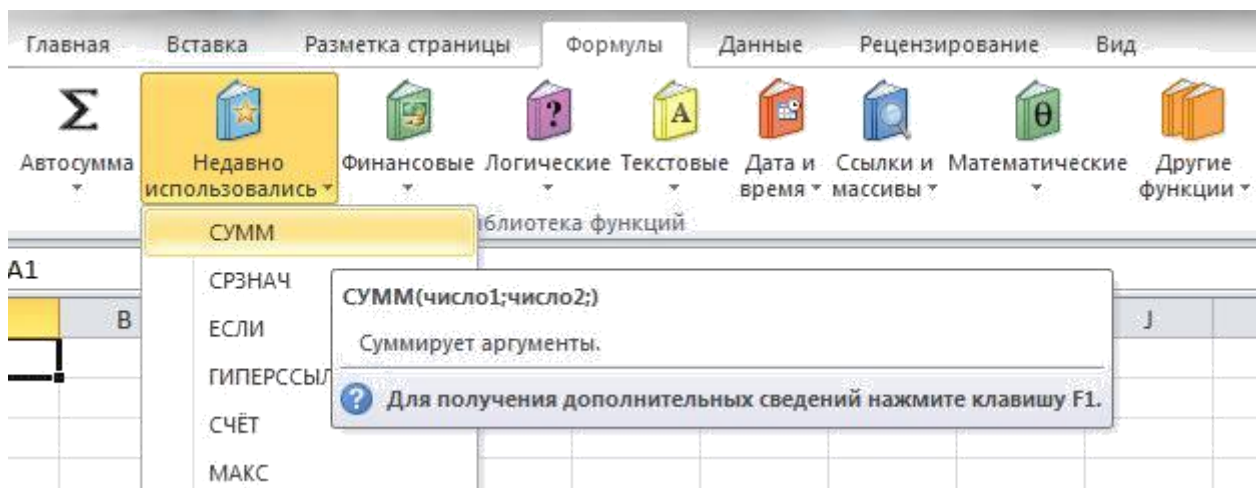 Главная Вставка Разметка страницы Формулы Данные Рецензирование Вид
Σ ? A θ
Автосумма Недавно использовались Финансовые Логические Текстовые Дата и время Ссылки и массивы Математические Другие функции
блиотека функций
СУММ
A1
СРЗНАЧ
СУММ(число1;число2;)
B J
ЕСЛИ
Суммирует аргументы.
ГИПЕРССЫЛ
? Для получения дополнительных сведений нажмите клавишу F1.
СЧЁТ
МАКС